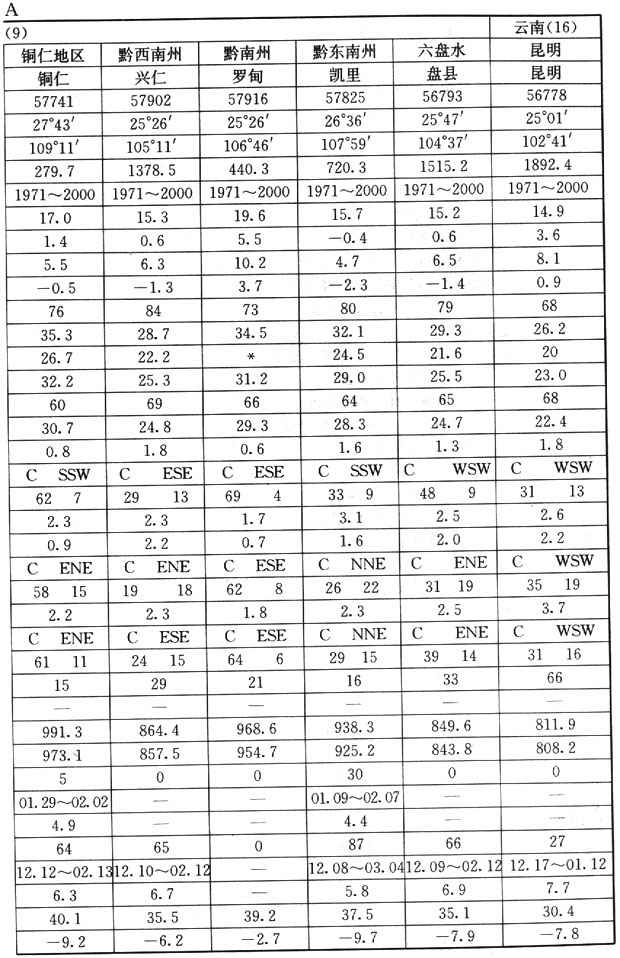 A
(9) 云南(16)
铜仁地区 黔西南州 黔南州 黔东南州 六盘水 昆明
铜仁 兴仁 罗甸 凯里 盘县 昆明
57741 57902 57916 57825 56793 56778
27°43′ 25°26′ 25°26′ 26°36′ 25°47′ 25°01′
109°11′ 105°11′ 106°46′ 107°59′ 104°37′ 102°41′
279.7 1378.5 440.3 720.3 1515.2 1892.4
1971~2000 1971~2000 1971~2000 1971~2000 1971~2000 1971~2000
17.0 15.3 19.6 15.7 15.2 14.9
1.4 0.6 5.5 −0.4 0.6 3.6
5.5 6.3 10.2 4.7 6.5 8.1
−0.5 −1.3 3.7 −2.3 −1.4 0.9
76 84 73 80 79 68
35.3 28.7 34.5 32.1 29.3 26.2
26.7 22.2 * 24.5 21.6 20
32.2 25.3 31.2 29.0 25.5 23.0
60 69 66 64 65 68
30.7 24.8 29.3 28.3 24.7 22.4
0.8 1.8 0.6 1.6 1.3 1.8
C SSW C ESE C ESE C SSW C WSW C WSW
62 7 29 13 69 4 33 9 48 9 31 13
2.3 2.3 1.7 3.1 2.5 2.6
0.9 2.2 0.7 1.6 2.0 2.2
C ENE C ENE C ESE C NNE C ENE C WSW
58 15 19 18 62 8 26 22 31 19 35 19
2.2 2.3 1.8 2.3 2.5 3.7
C ENE C ESE C ESE C NNE C ENE C WSW
61 11 24 15 64 6 29 15 39 14 31 16
15 29 21 16 33 66
— — — — — —
991.3 864.4 968.6 938.3 849.6 811.9
973.1 857.5 954.7 925.2 843.8 808.2
5 0 0 30 0 0
01.29~02.02 — — 01.09~02.07 — —
4.9 — — 4.4 — —
64 65 0 87 66 27
12.12~02.13 12.10~02.12 — 12.08~03.04 12.09~02.12 12.17~01.12
6.3 6.7 — 5.8 6.9 7.7
40.1 35.5 39.2 37.5 35.1 30.4
−9.2 −6.2 −2.7 −9.7 −7.9 −7.8